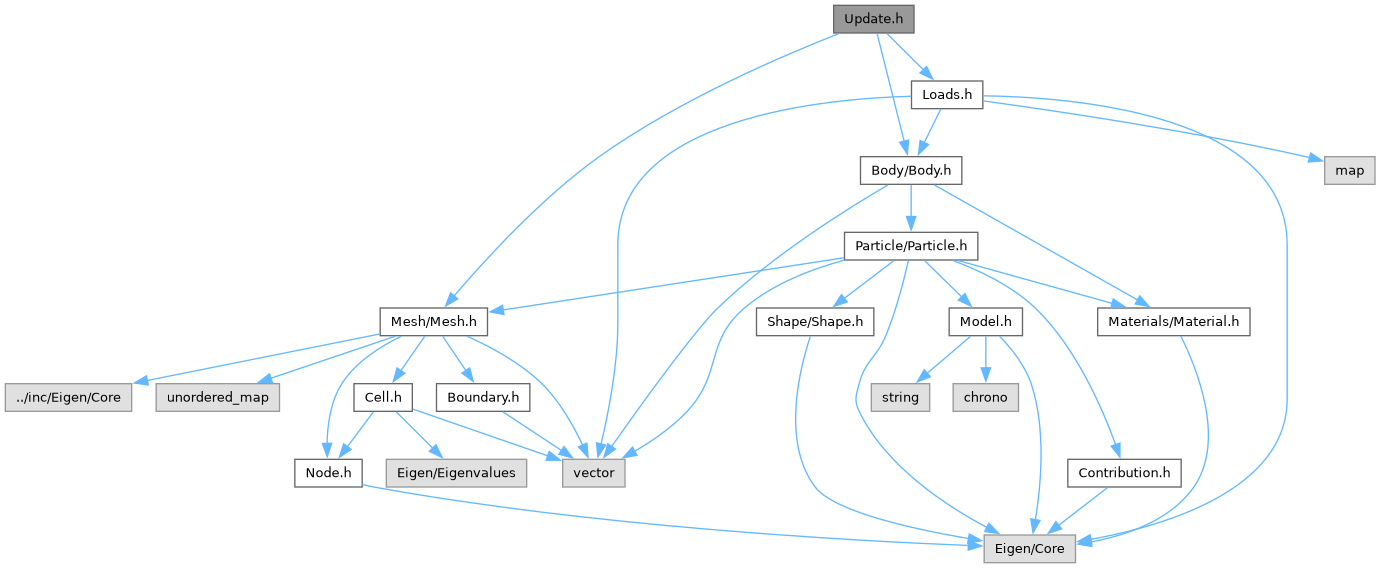 Update.h
Loads.h
Body/Body.h
map
Particle/Particle.h
Mesh/Mesh.h
Shape/Shape.h
Model.h
Materials/Material.h
../inc/Eigen/Core
unordered_map
Cell.h
Boundary.h
string
chrono
Node.h
Eigen/Eigenvalues
vector
Contribution.h
Eigen/Core